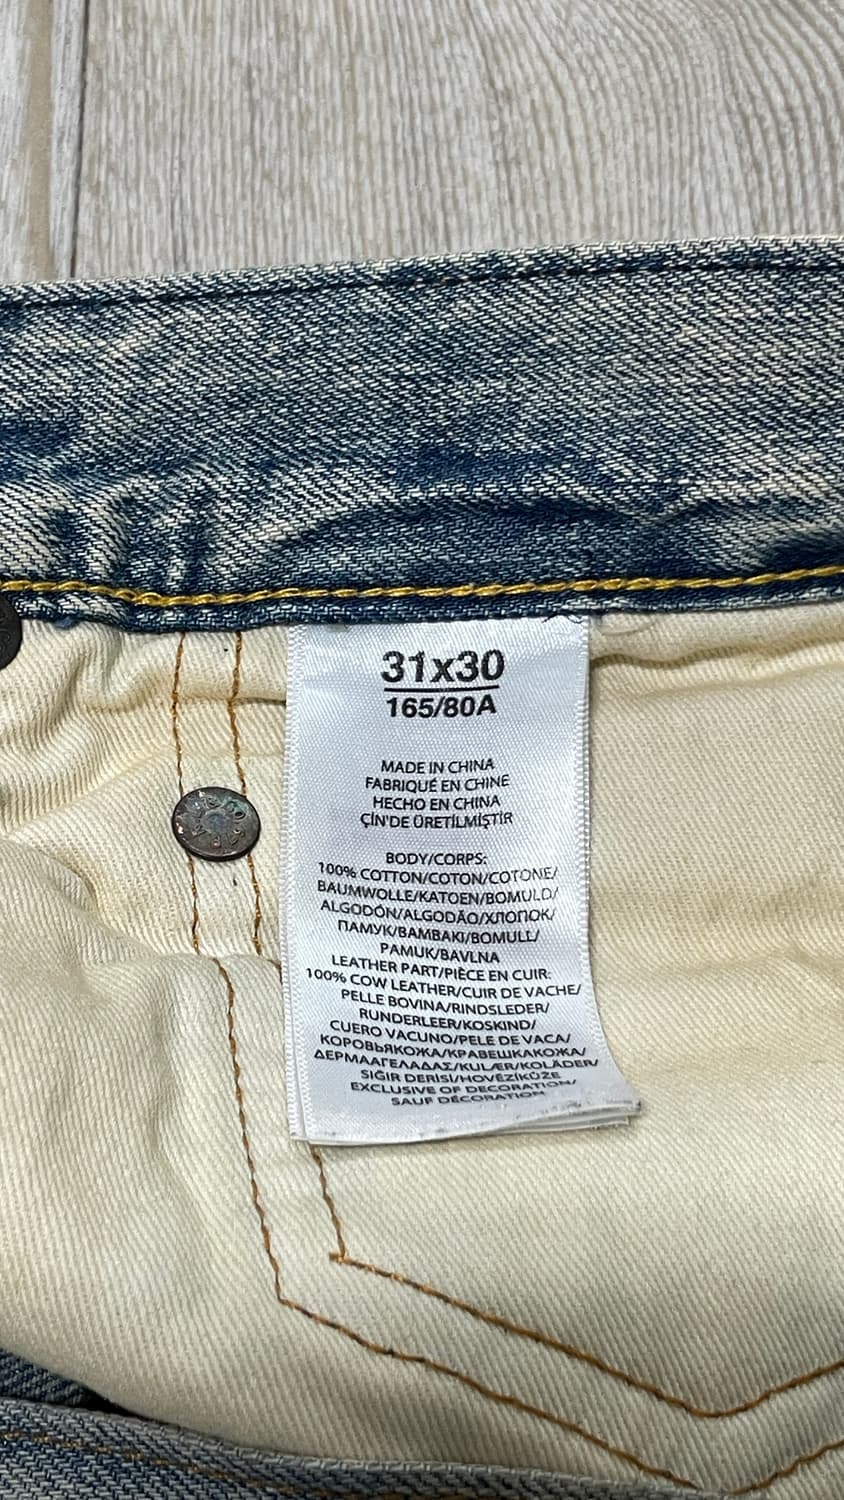 31x30
165/80A
MADE IN CHINA
FABRIQUÉ EN CHINE
HECHO EN CHINA
ÇİN'DE ÜRETİLMİŞTİR
BODY/CORPS:
100% COTTON/COTON/COTONE/
BAUMWOLLE/KATOEN/BOMULD/
ALGODÓN/ALGODÃO/ХЛОПОК/
ПАМУК/ΒΑΜΒΑΚΙ/BOMULL/
PAMUK/BAVLNA
LEATHER PART/PIÈCE EN CUIR:
100% COW LEATHER/CUIR DE VACHE/
PELLE BOVINA/RINDSLEDER/
RUNDERLEER/KOSKIND/
CUERO VACUNO/PELE DE VACA/
КОРОВЬЯКОЖА/КРАВЕШКАКОЖА/
ΔΕΡΜΑΑΓΕΛΑΔΑΣ/KULÆR/KOLÄDER/
SIĞIR DERİSİ/HOVĚZÍKŮŽE
EXCLUSIVE OF DECORATION/
SAUF DÉCORATION